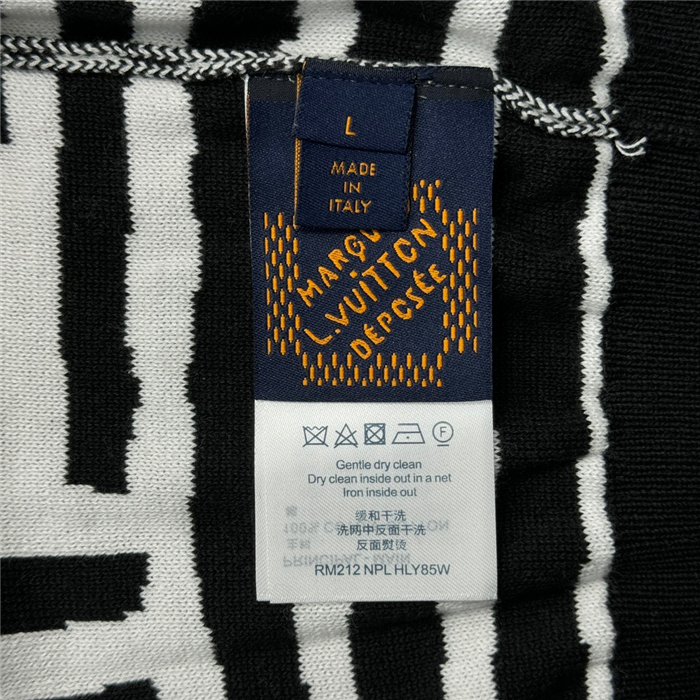 L
MADE
IN
ITALY
MARQU
L.VUITTON
DÉPOSÉE
F
Gentle dry clean
Dry clean inside out in a net
Iron inside out
缓和干洗
洗网中反面干洗
反面熨烫
RM212 NPL HLY85W